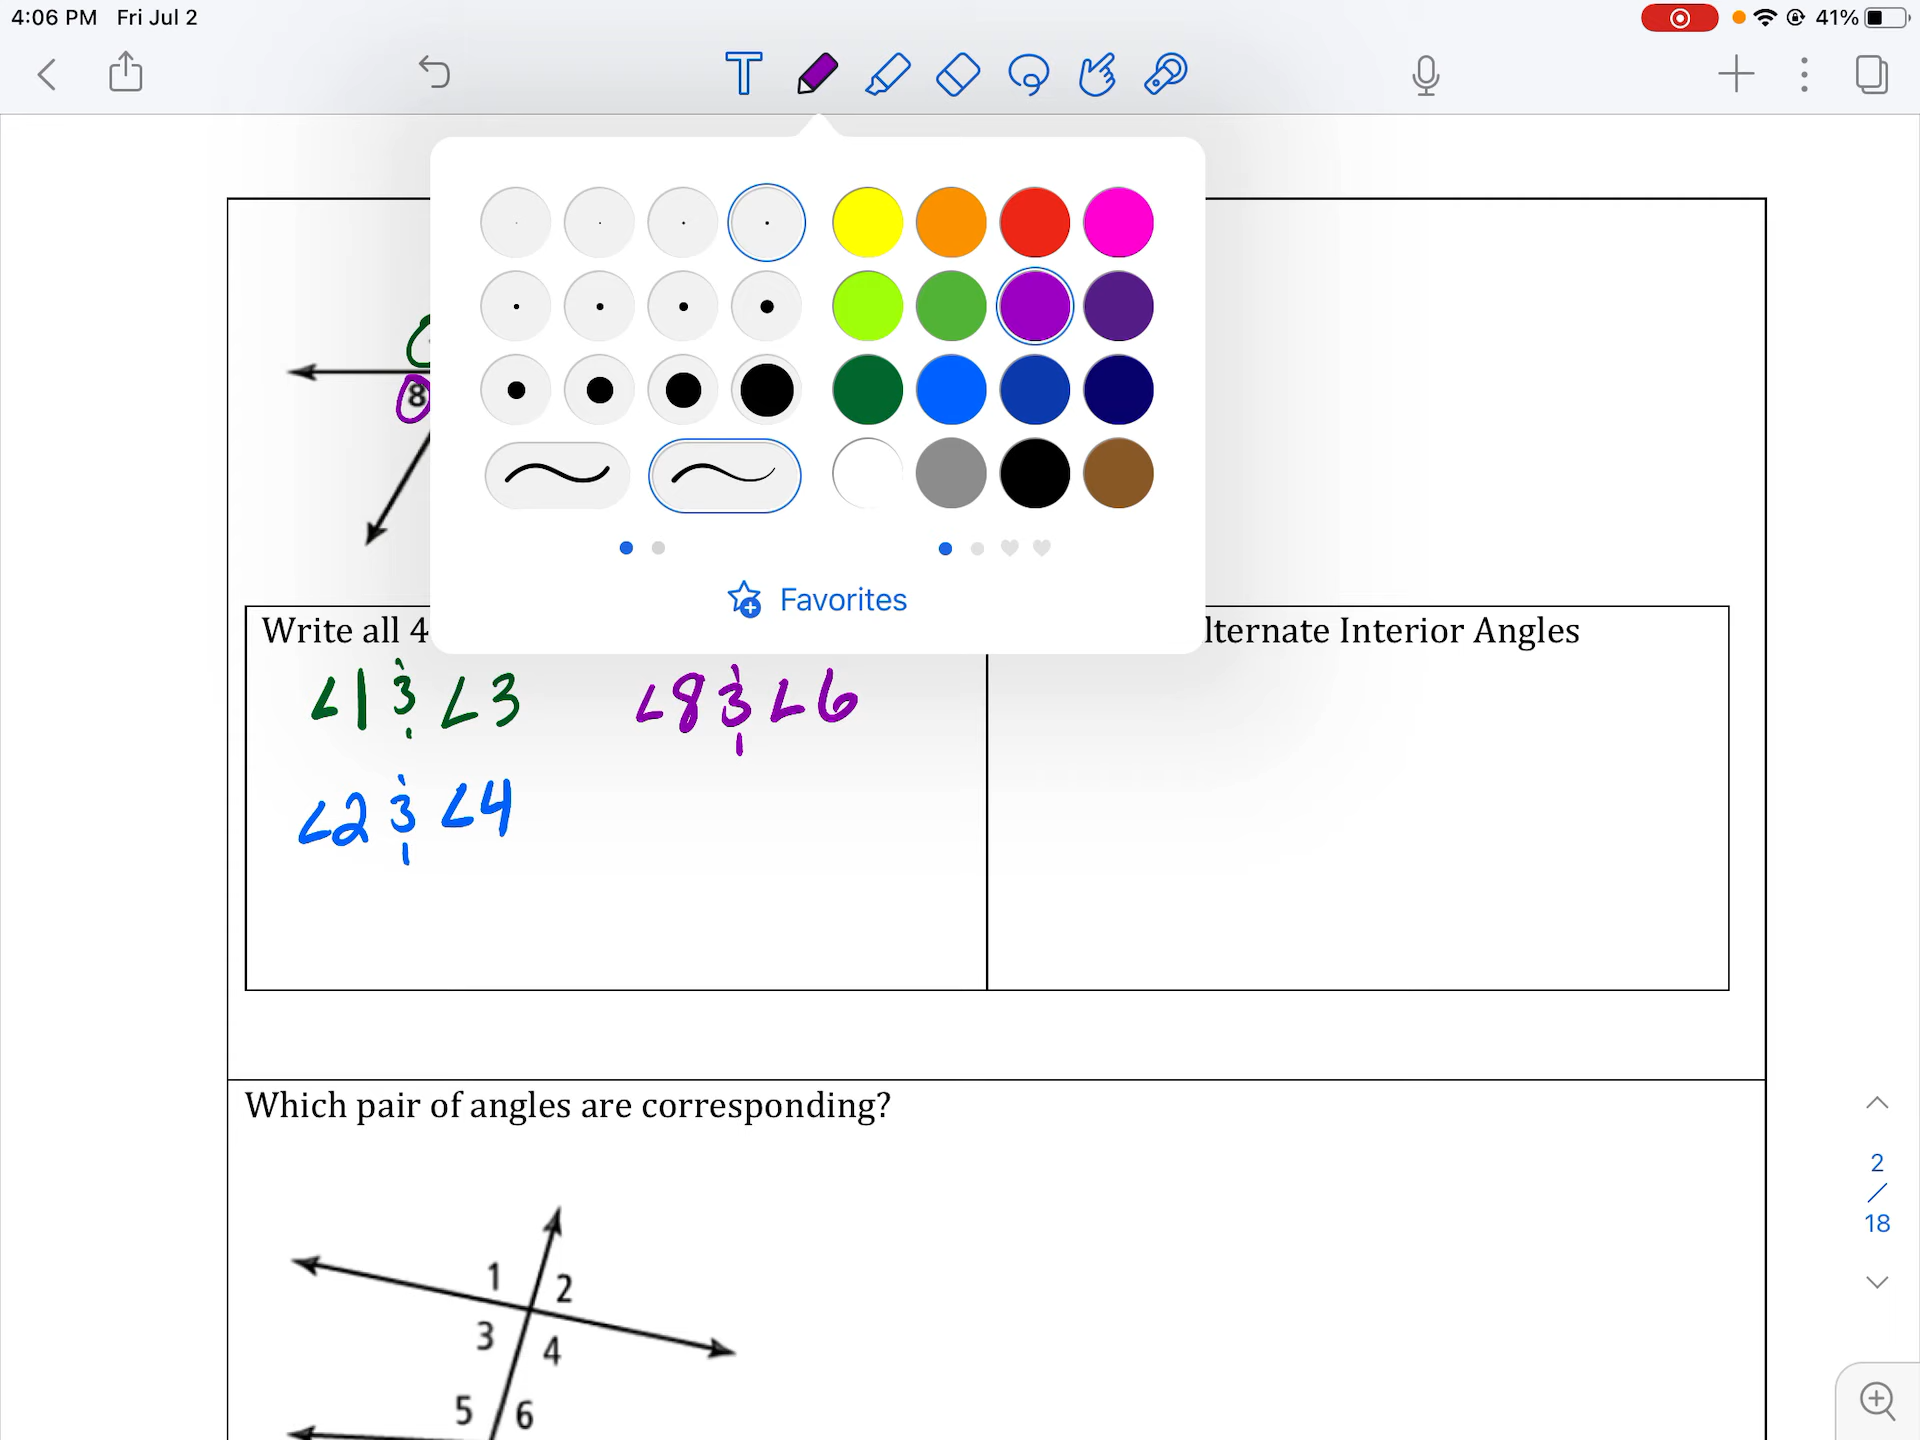 4:06 PM Fri Jul 2
41%
T
8
Favorites
Write all 4
lternate Interior Angles
∠1 & ∠3
∠8 & ∠6
∠2 & ∠4
Which pair of angles are corresponding?
1
2
3
4
5
6
2
/
18